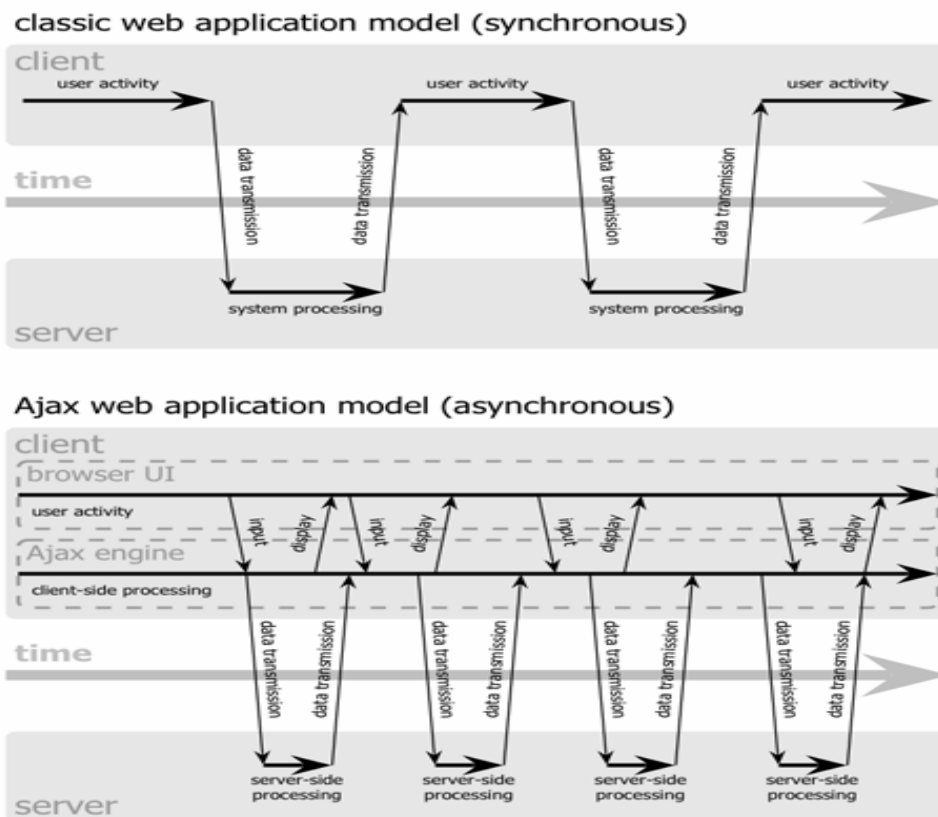 classic web application model (synchronous)
client
user activity
user activity
user activity
time
data transmission
data transmission
data transmission
data transmission
system processing
system processing
server
Ajax web application model (asynchronous)
client
browser UI
user activity
input
display
input
display
input
display
input
display
Ajax engine
client-side processing
time
data transmission
data transmission
data transmission
data transmission
data transmission
data transmission
data transmission
data transmission
server-side
processing
server-side
processing
server-side
processing
server-side
processing
server